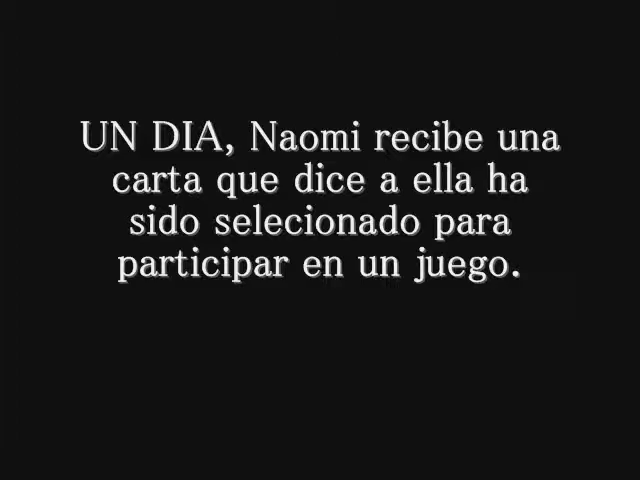 UN DIA, Naomi recibe una
carta que dice a ella ha
sido selecionado para
participar en un juego.